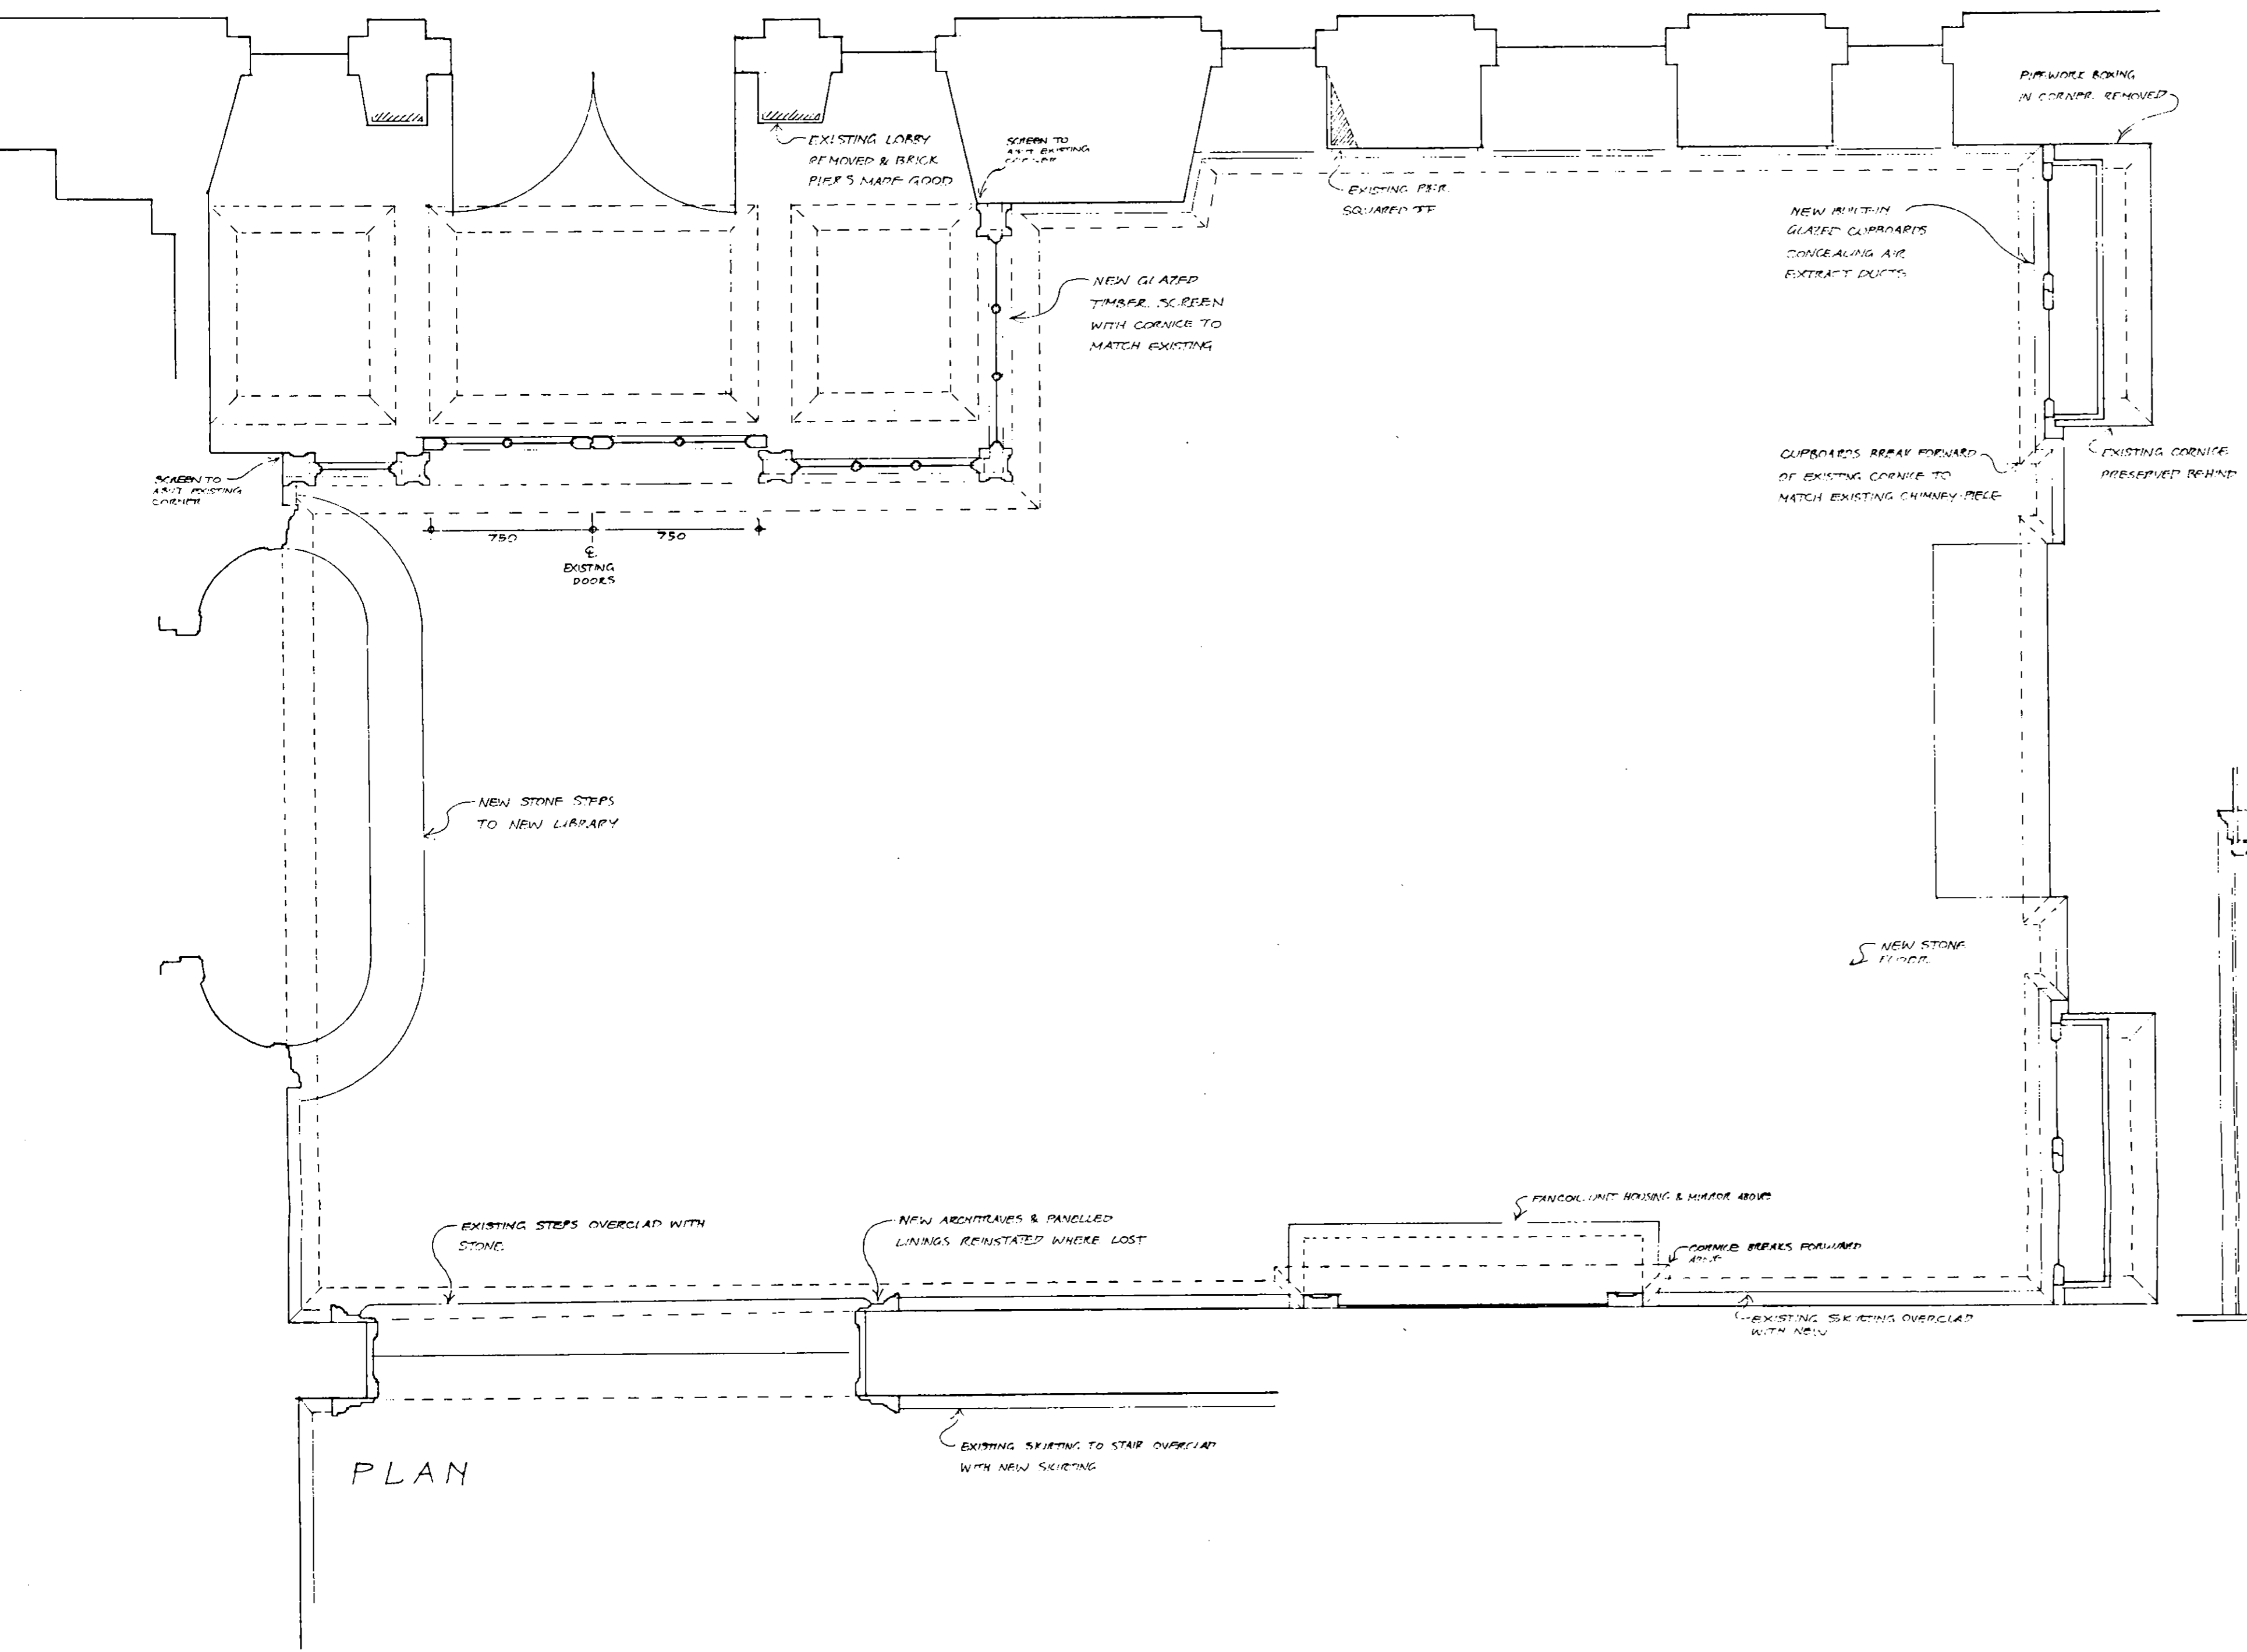 PIPEWORK BOXING
IN CORNER REMOVED
EXISTING LOBBY
REMOVED & BRICK
PIERS MADE GOOD
SCREEN TO
ABUT EXISTING
CORNER
EXISTING PIER
SQUARED OFF
NEW BUILT-IN
GLAZED CUPBOARDS
CONCEALING AIR
EXTRACT DUCTS
NEW GLAZED
TIMBER SCREEN
WITH CORNICE TO
MATCH EXISTING
CUPBOARDS BREAK FORWARD
OF EXISTING CORNICE TO
MATCH EXISTING CHIMNEY-PIECE
EXISTING CORNICE
PRESERVED BEHIND
SCREEN TO
ABUT EXISTING
CORNER
750 750
℄
EXISTING
DOORS
NEW STONE STEPS
TO NEW LIBRARY
NEW STONE
FLOOR
FANCOIL UNIT HOUSING & MIRROR ABOVE
EXISTING STEPS OVERCLAD WITH
STONE
NEW ARCHITRAVES & PANELLED
LININGS REINSTATED WHERE LOST
CORNICE BREAKS FORWARD
ABOVE
EXISTING SKIRTING OVERCLAD
WITH NEW
EXISTING SKIRTING TO STAIR OVERCLAD
WITH NEW SKIRTING
PLAN